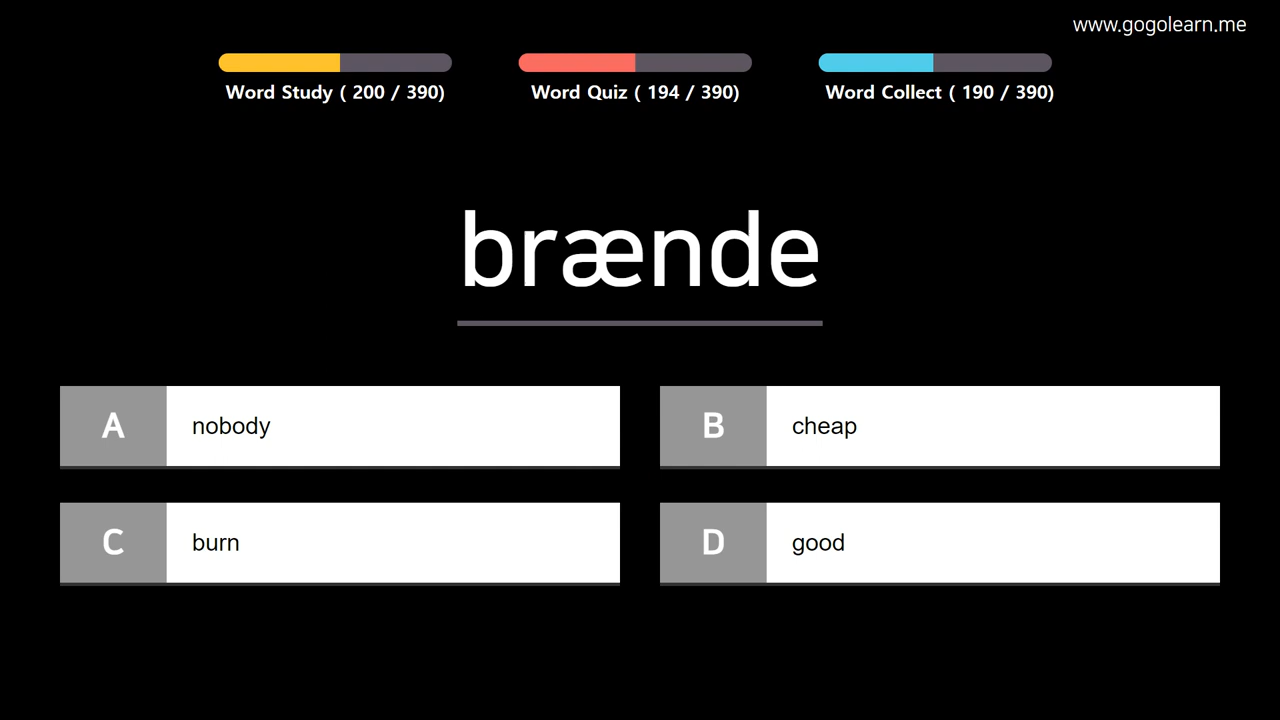 www.gogolearn.me
Word Study ( 200 / 390)
Word Quiz ( 194 / 390)
Word Collect ( 190 / 390)
brænde
A nobody
B cheap
C burn
D good